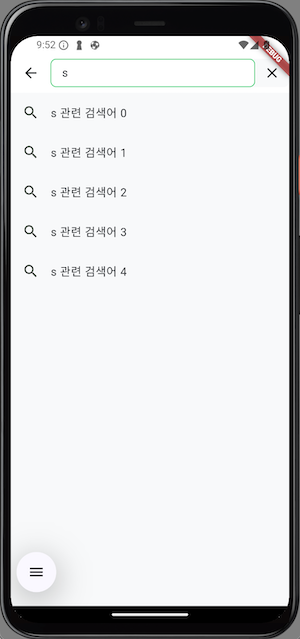 9:52
s
s 관련 검색어 0
s 관련 검색어 1
s 관련 검색어 2
s 관련 검색어 3
s 관련 검색어 4